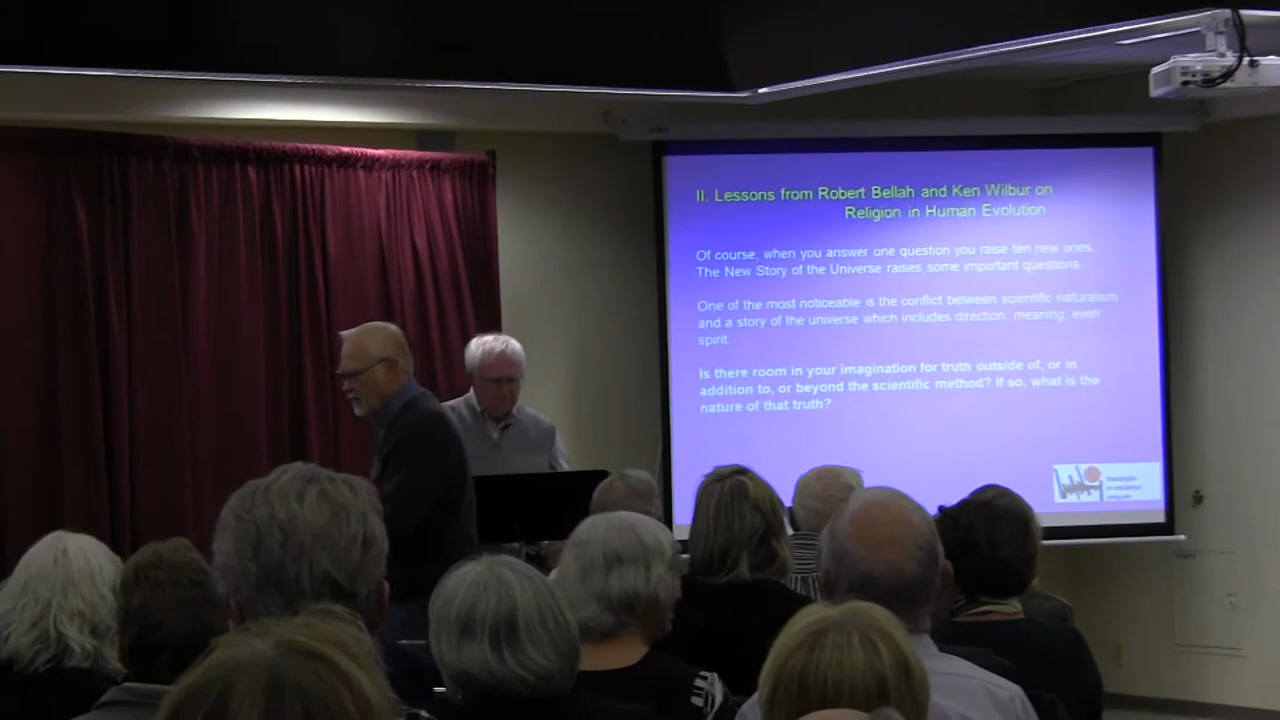 II. Lessons from Robert Bellah and Ken Wilbur on
Religion in Human Evolution
Of course, when you answer one question you raise ten new ones.
The New Story of the Universe raises some important questions.
One of the most noticeable is the conflict between scientific naturalism
and a story of the universe which includes direction, meaning, even
spirit.
Is there room in your imagination for truth outside of, or in
addition to, or beyond the scientific method? If so, what is the
nature of that truth?